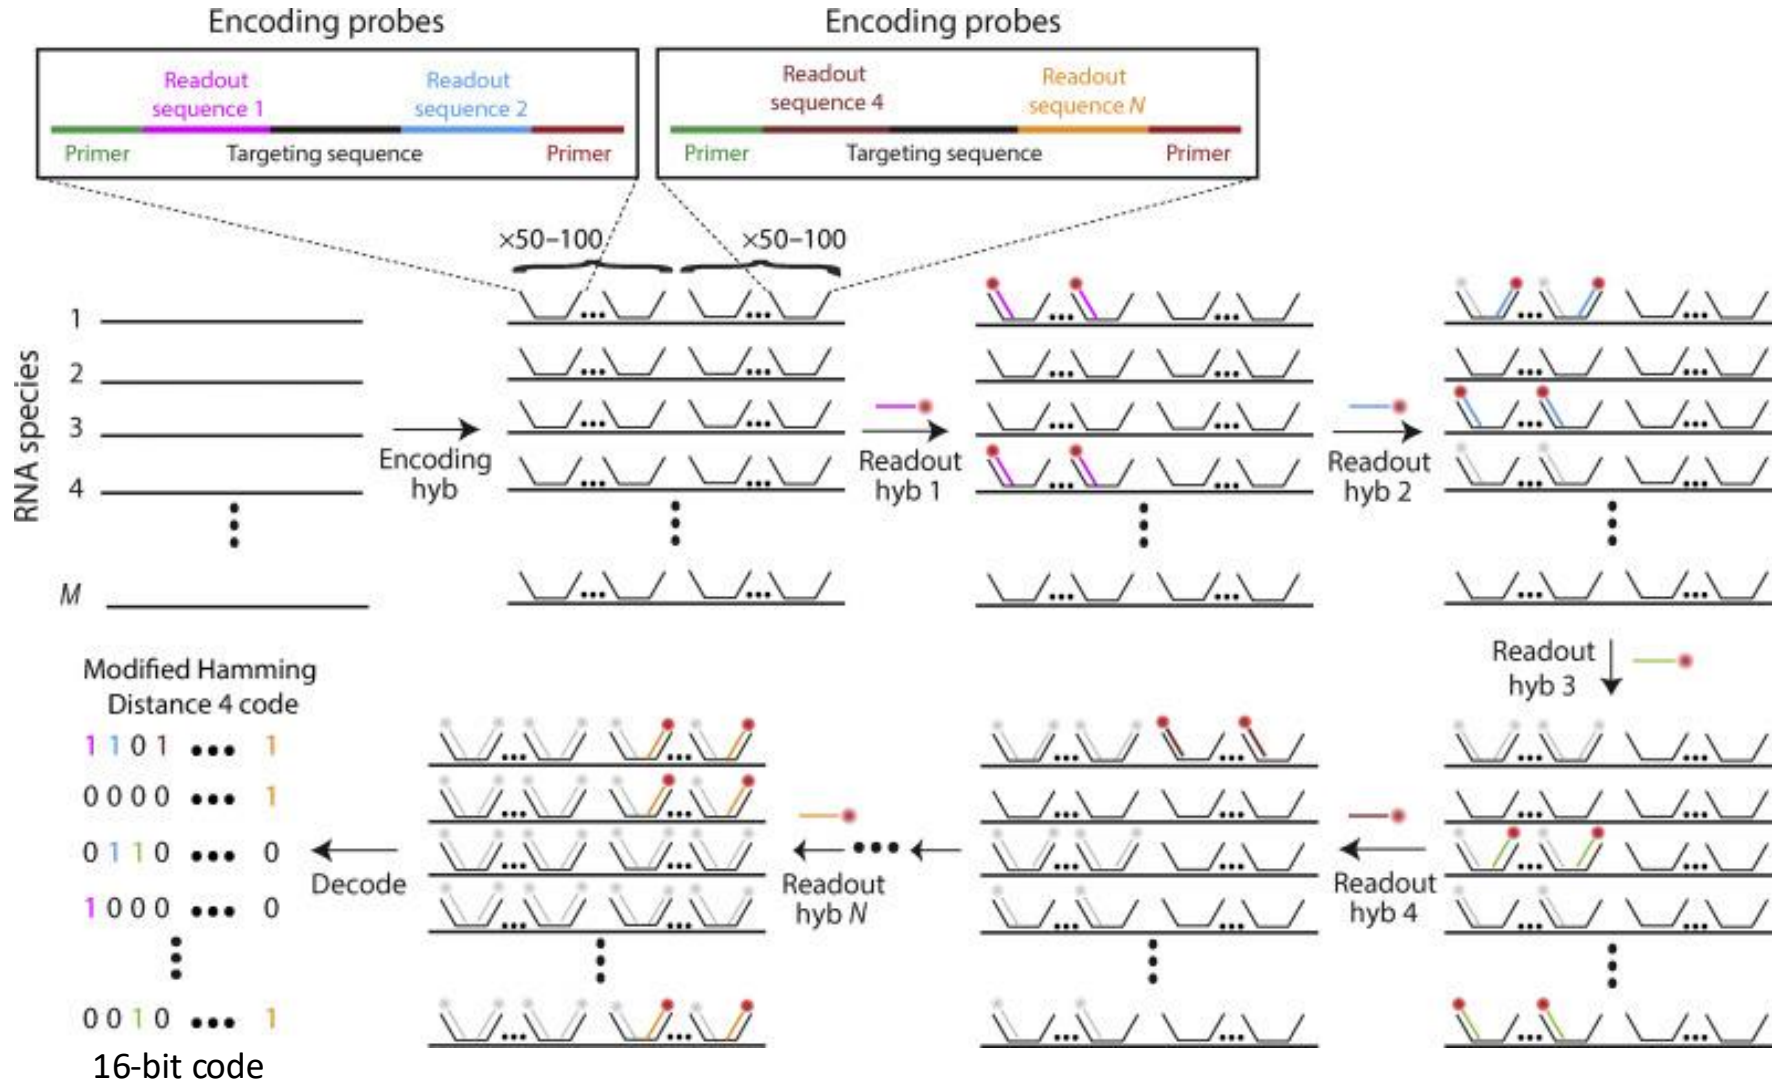 Encoding probes
Encoding probes
Readout
sequence 1
Readout
sequence 2
Primer
Targeting sequence
Primer
Readout
sequence 4
Readout
sequence N
Primer
Targeting sequence
Primer
×50–100
×50–100
RNA species
1
2
3
4
M
Encoding
hyb
Readout
hyb 1
Readout
hyb 2
Readout
hyb 3
Readout
hyb 4
Readout
hyb N
Decode
Modified Hamming
Distance 4 code
1 1 0 1 ••• 1
0 0 0 0 ••• 1
0 1 1 0 ••• 0
1 0 0 0 ••• 0
0 0 1 0 ••• 1
16-bit code